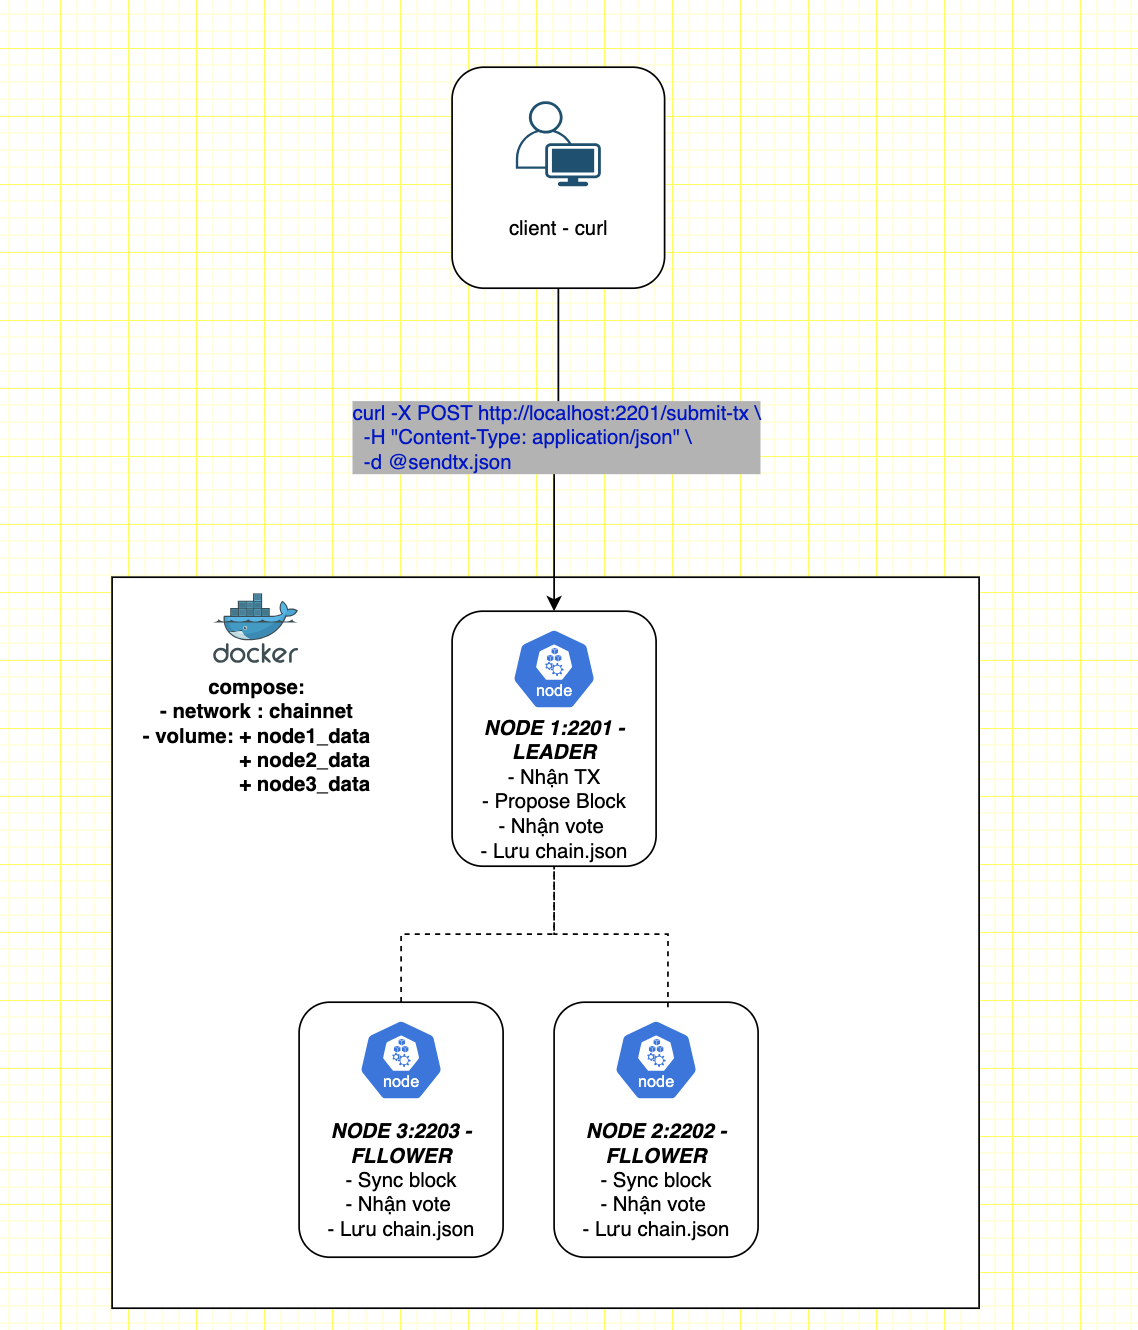 client - curl
curl -X POST http://localhost:2201/submit-tx \
-H "Content-Type: application/json" \
-d @sendtx.json
docker
compose:
- network : chainnet
- volume: + node1_data
+ node2_data
+ node3_data
node
NODE 1:2201 -
LEADER
- Nhận TX
- Propose Block
- Nhận vote
- Lưu chain.json
node
NODE 3:2203 -
FLLOWER
- Sync block
- Nhận vote
- Lưu chain.json
node
NODE 2:2202 -
FLLOWER
- Sync block
- Nhận vote
- Lưu chain.json